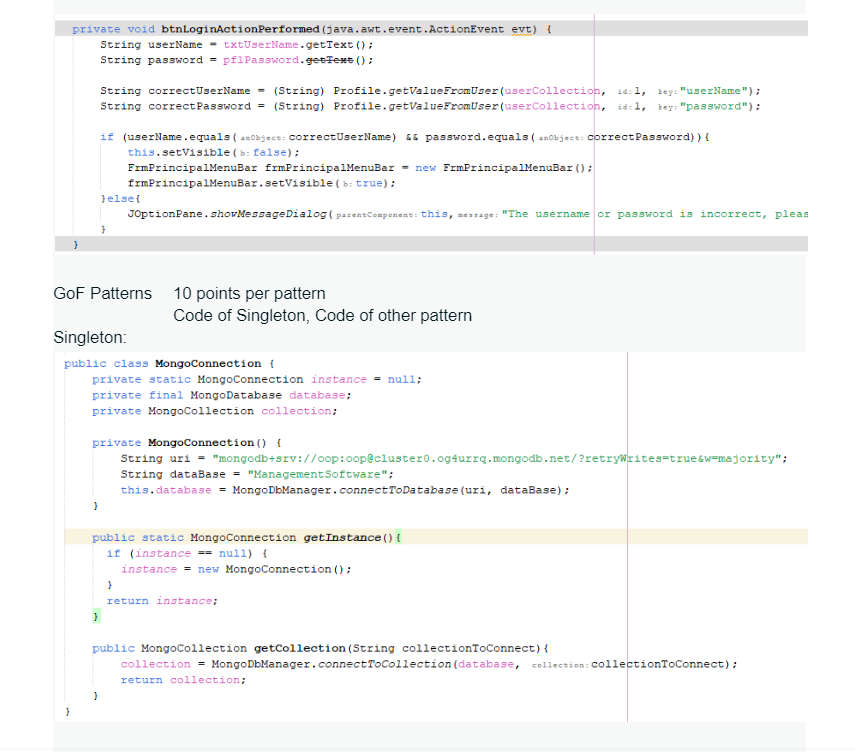 private void btnLoginActionPerformed(java.awt.event.ActionEvent evt) {
String userName = txtUserName.getText();
String password = pflPassword.getText();
String correctUserName = (String) Profile.getValueFromUser(userCollection, id:1, key:"userName");
String correctPassword = (String) Profile.getValueFromUser(userCollection, id:1, key:"password");
if (userName.equals( anObject: correctUserName) && password.equals( anObject: correctPassword)){
this.setVisible( b: false);
FrmPrincipalMenuBar frmPrincipalMenuBar = new FrmPrincipalMenuBar();
frmPrincipalMenuBar.setVisible( b: true);
}else{
JOptionPane.showMessageDialog( parentComponent: this, message: "The username or password is incorrect, pleas
}
}
GoF Patterns 10 points per pattern
Code of Singleton, Code of other pattern
Singleton:
public class MongoConnection {
private static MongoConnection instance = null;
private final MongoDatabase database;
private MongoCollection collection;
private MongoConnection() {
String uri = "mongodb+srv://oop:oop@cluster0.og4urrq.mongodb.net/?retryWrites=true&w=majority";
String dataBase = "ManagementSoftware";
this.database = MongoDbManager.connectToDatabase(uri, dataBase);
}
public static MongoConnection getInstance(){
if (instance == null) {
instance = new MongoConnection();
}
return instance;
}
public MongoCollection getCollection(String collectionToConnect){
collection = MongoDbManager.connectToCollection(database, collection: collectionToConnect);
return collection;
}
}